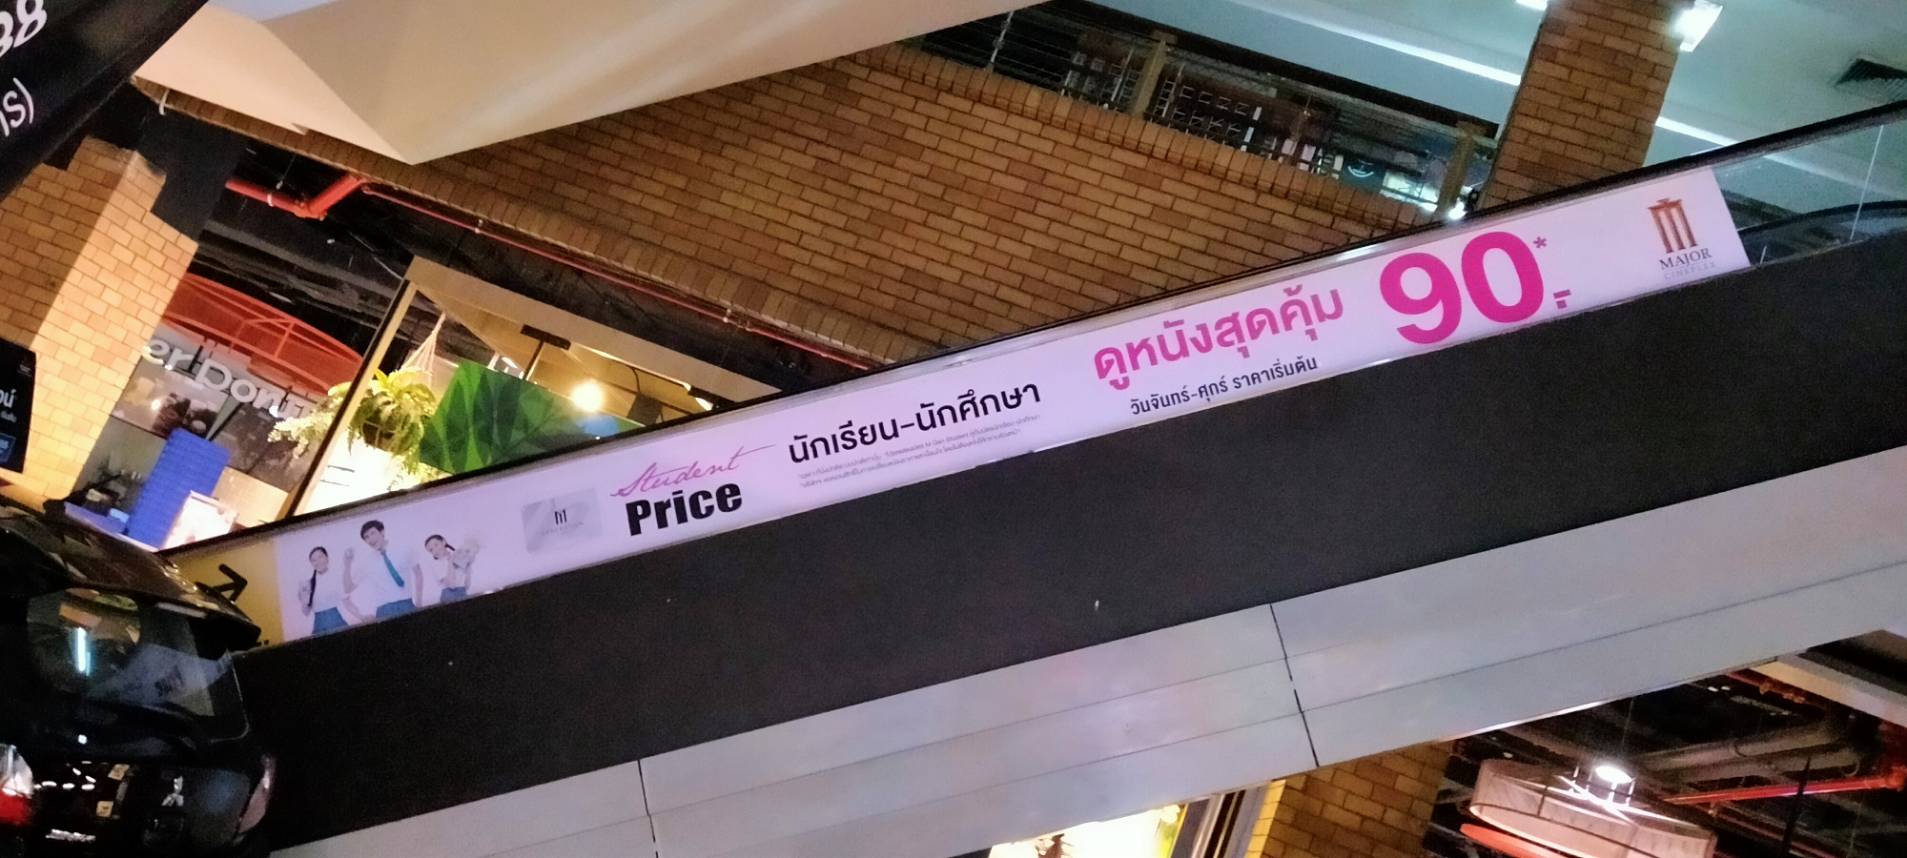 Student
Price
นักเรียน-นักศึกษา
ดูหนังสุดคุ้ม
วันจันทร์-ศุกร์ ราคาเริ่มต้น
90.-*
MAJOR
CINEPLEX